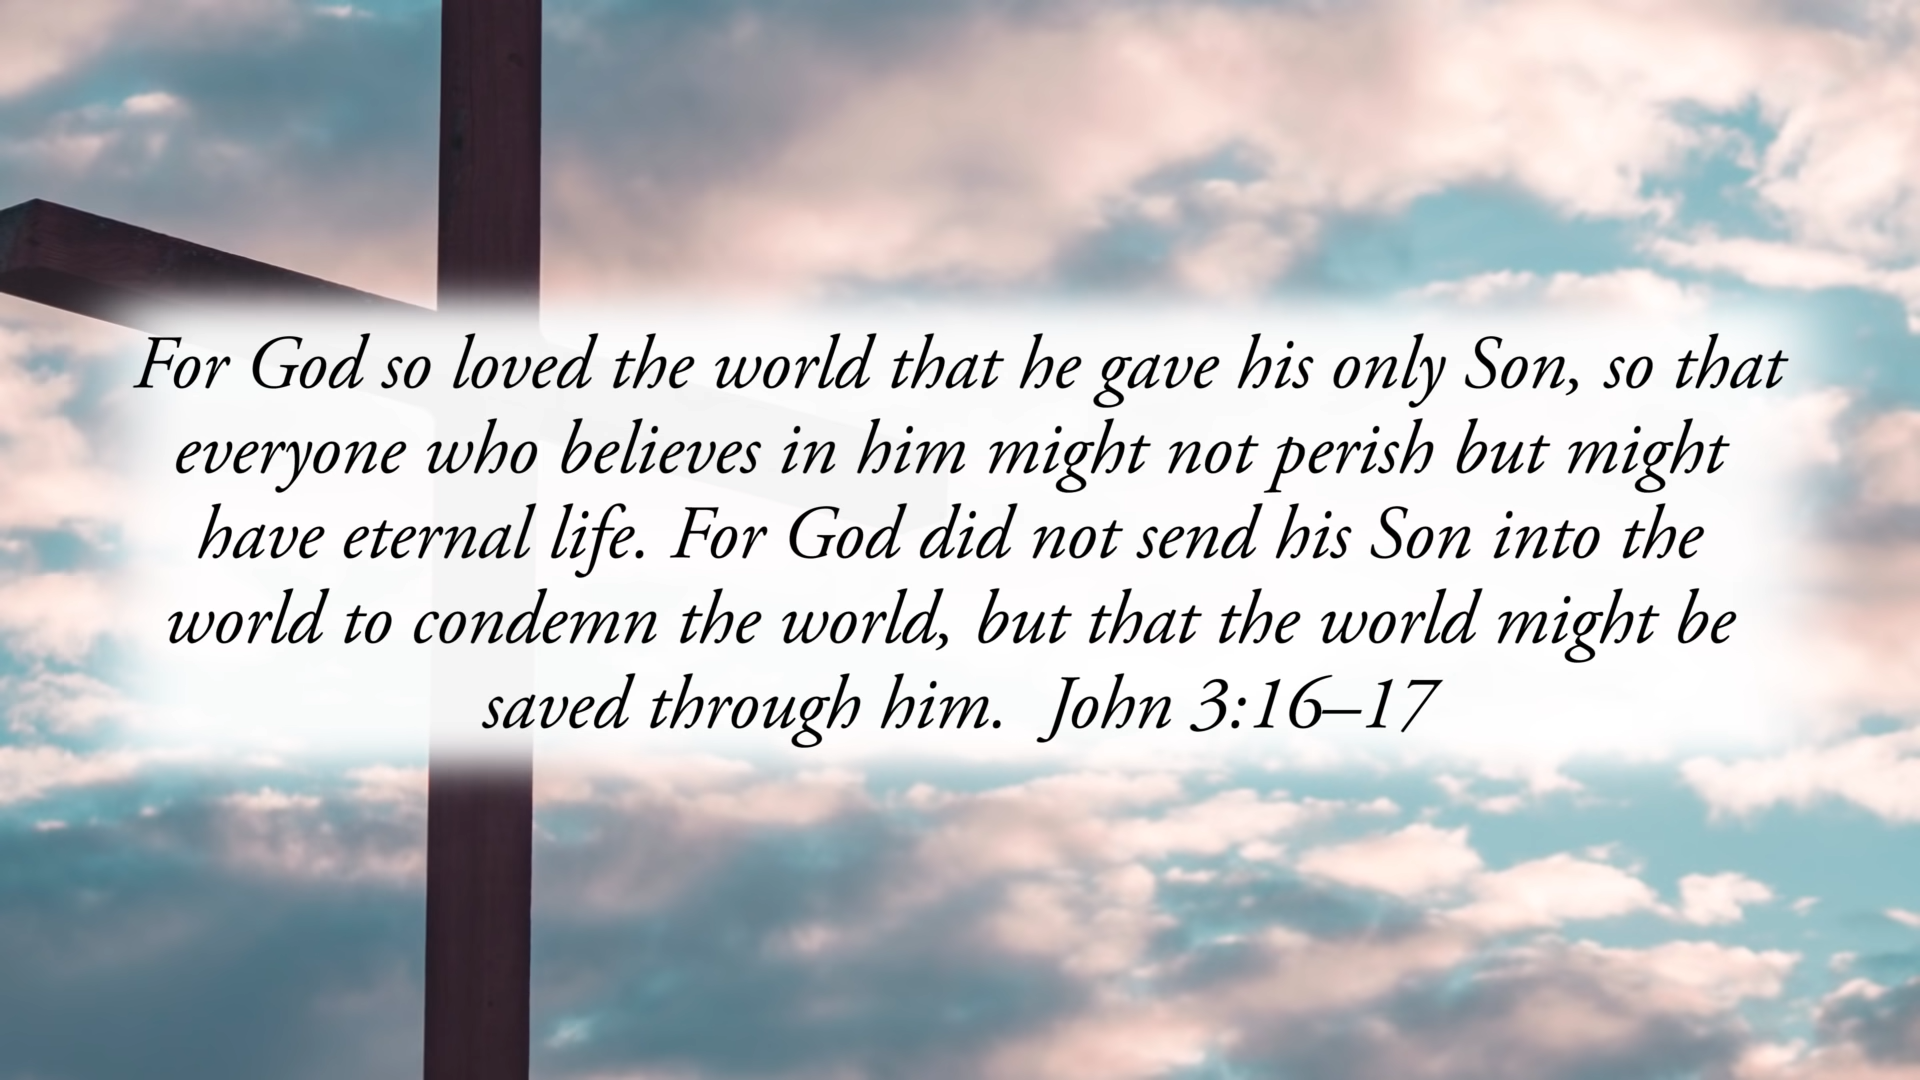 For God so loved the world that he gave his only Son, so that
everyone who believes in him might not perish but might
have eternal life. For God did not send his Son into the
world to condemn the world, but that the world might be
saved through him.  John 3:16–17